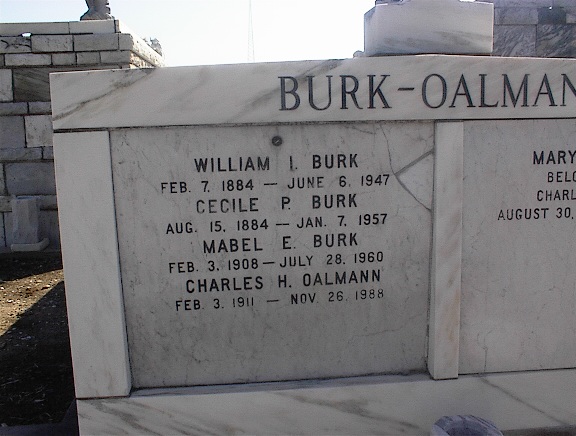 BURK-OALMAN
WILLIAM I. BURK
FEB. 7. 1884 — JUNE 6. 1947
CECILE P. BURK
AUG. 15. 1884 — JAN. 7. 1957
MABEL E. BURK
FEB. 3. 1908 — JULY 28. 1960
CHARLES H. OALMANN
FEB. 3. 1911 — NOV. 26. 1988
MARY
BELO
CHARL
AUGUST 30,